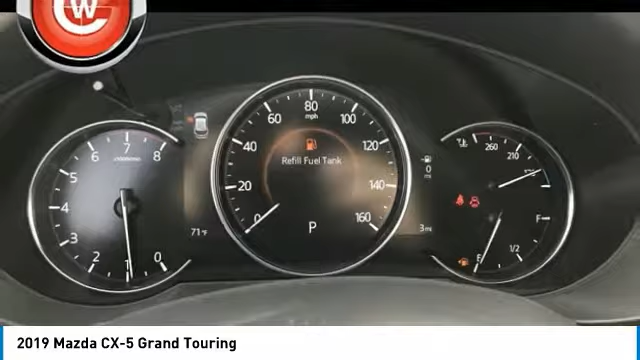 W
80
mph
60
100
40
120
20
140
0
160
Refill Fuel Tank
P
7
6
8
5
4
3
2
1
0
71°F
0
mi
3mi
260
210
F
1/2
E
2019 Mazda CX-5 Grand Touring